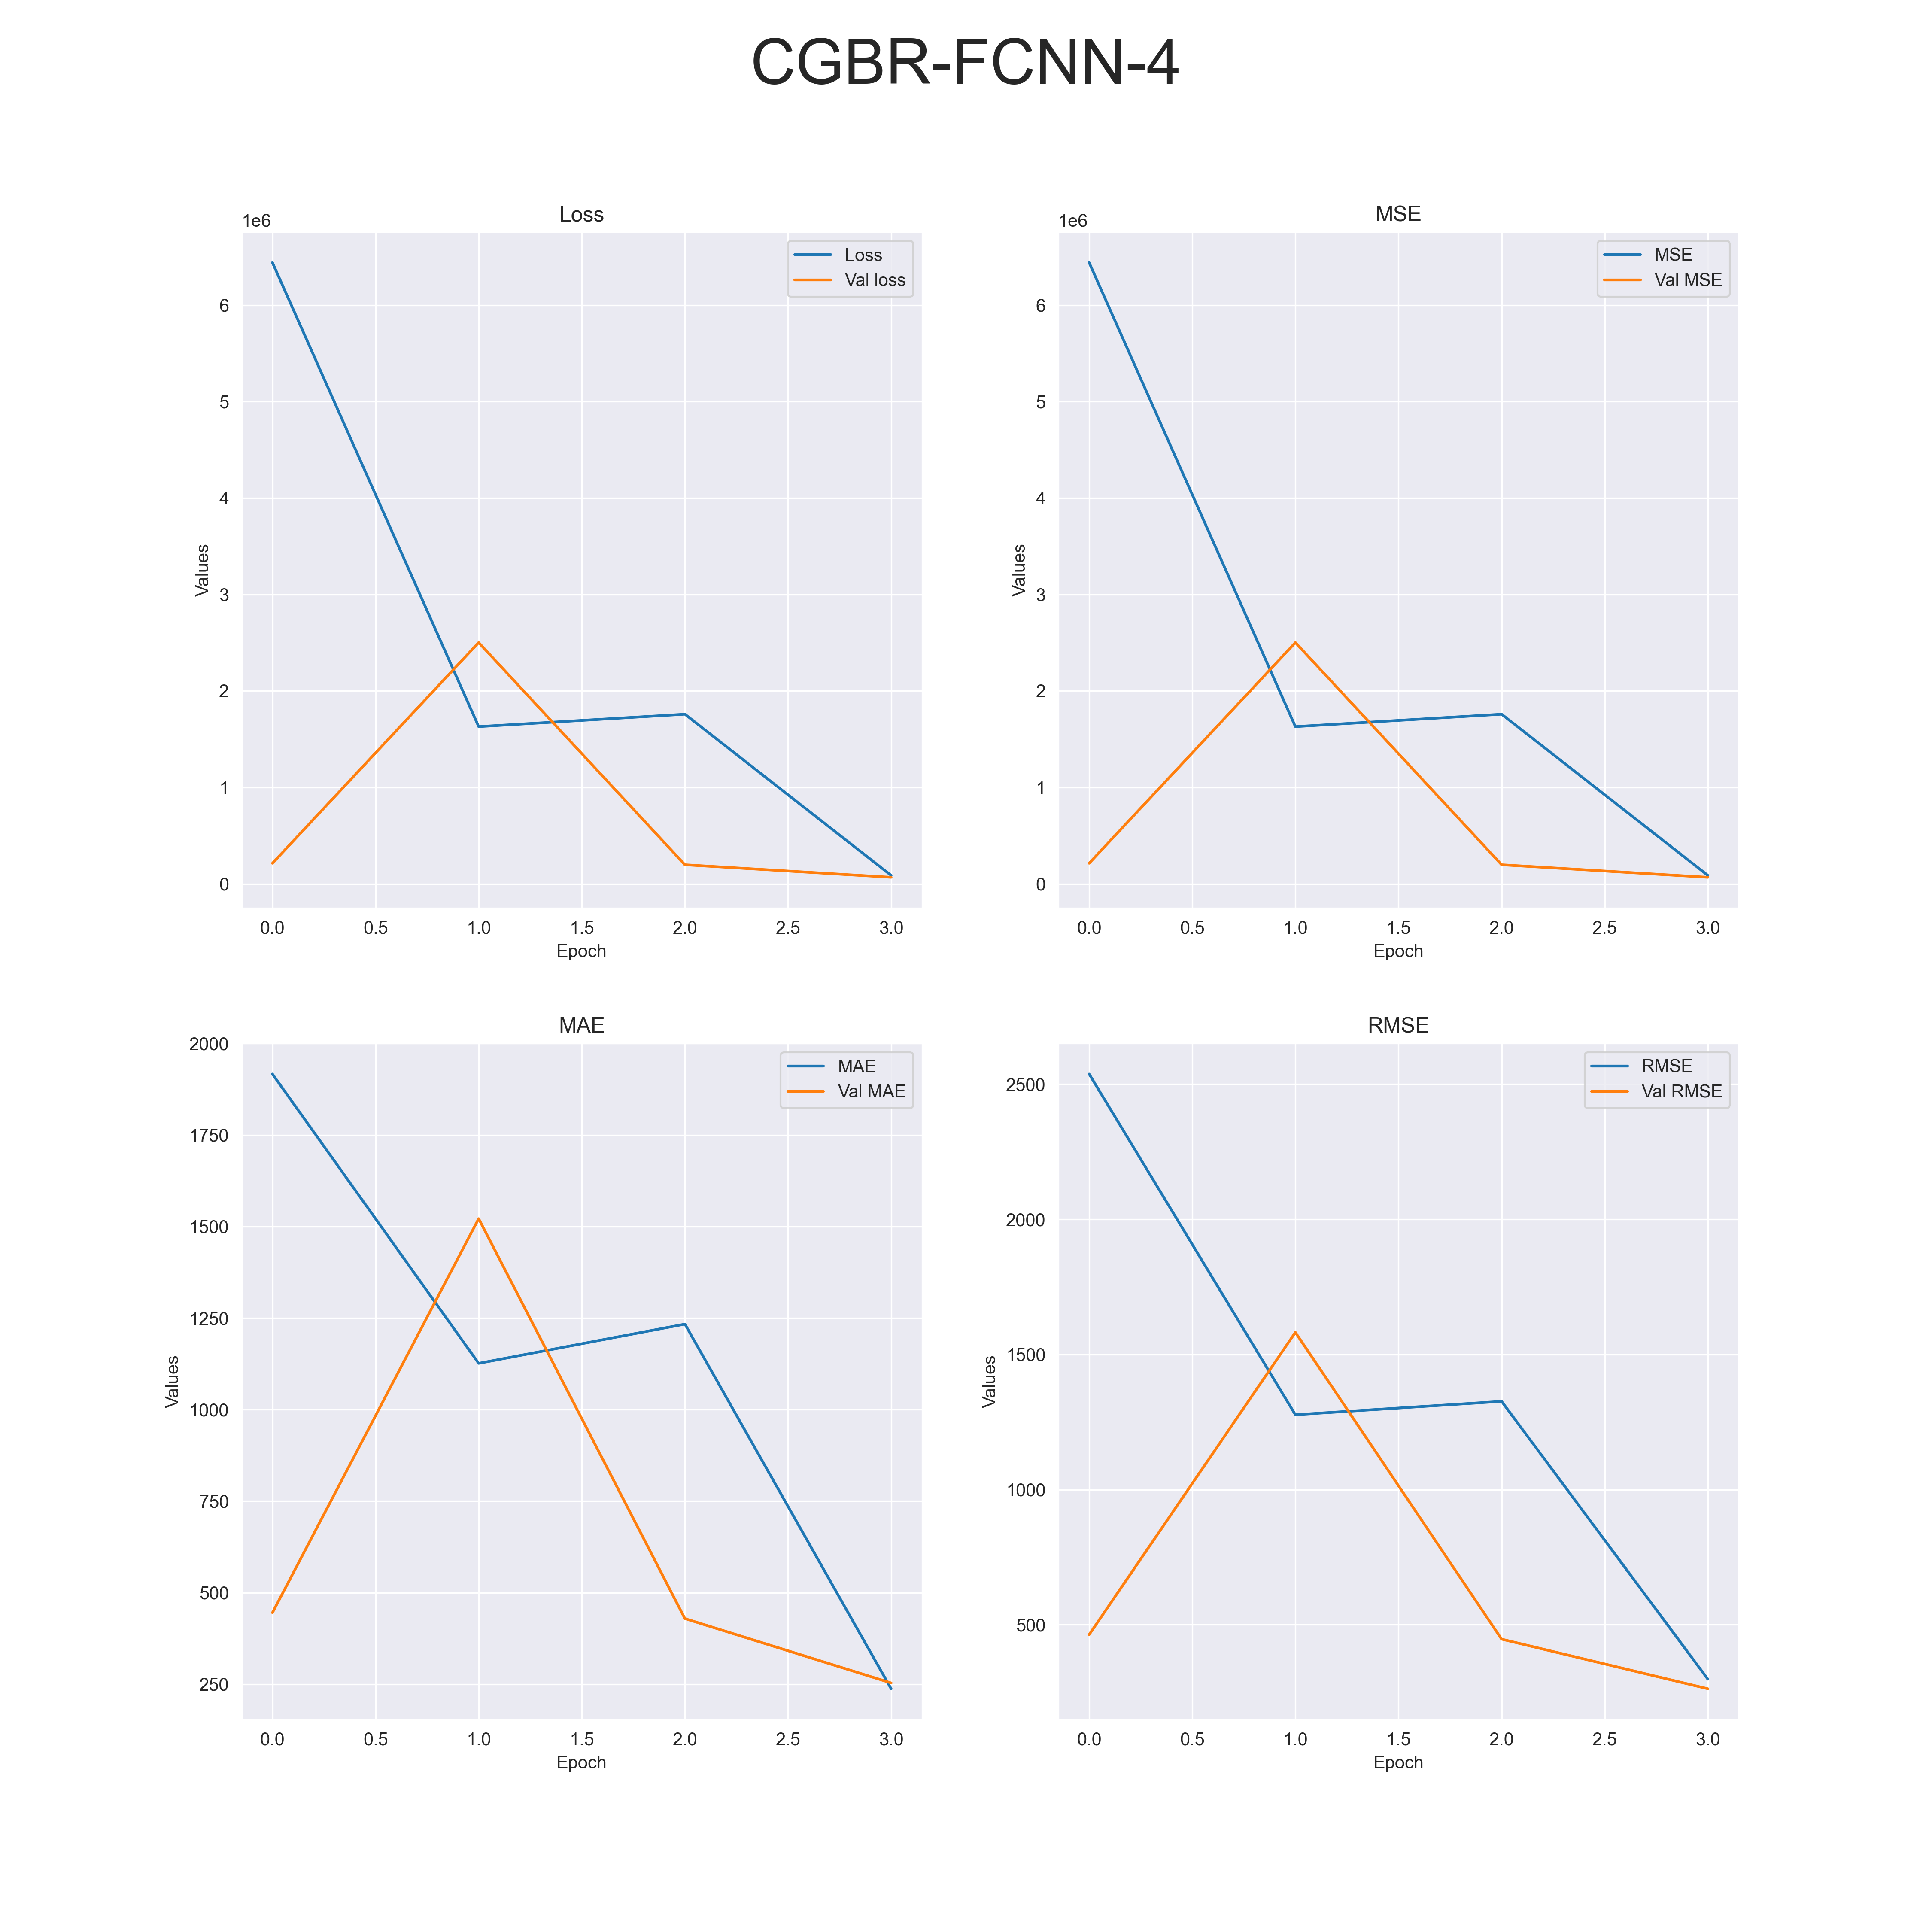 CGBR-FCNN-4
Loss
1e6
Loss
Val loss
6
5
4
3
2
1
0
Values
0.0 0.5 1.0 1.5 2.0 2.5 3.0
Epoch
MSE
1e6
MSE
Val MSE
6
5
4
3
2
1
0
Values
0.0 0.5 1.0 1.5 2.0 2.5 3.0
Epoch
MAE
MAE
Val MAE
2000
1750
1500
1250
1000
750
500
250
Values
0.0 0.5 1.0 1.5 2.0 2.5 3.0
Epoch
RMSE
RMSE
Val RMSE
2500
2000
1500
1000
500
Values
0.0 0.5 1.0 1.5 2.0 2.5 3.0
Epoch